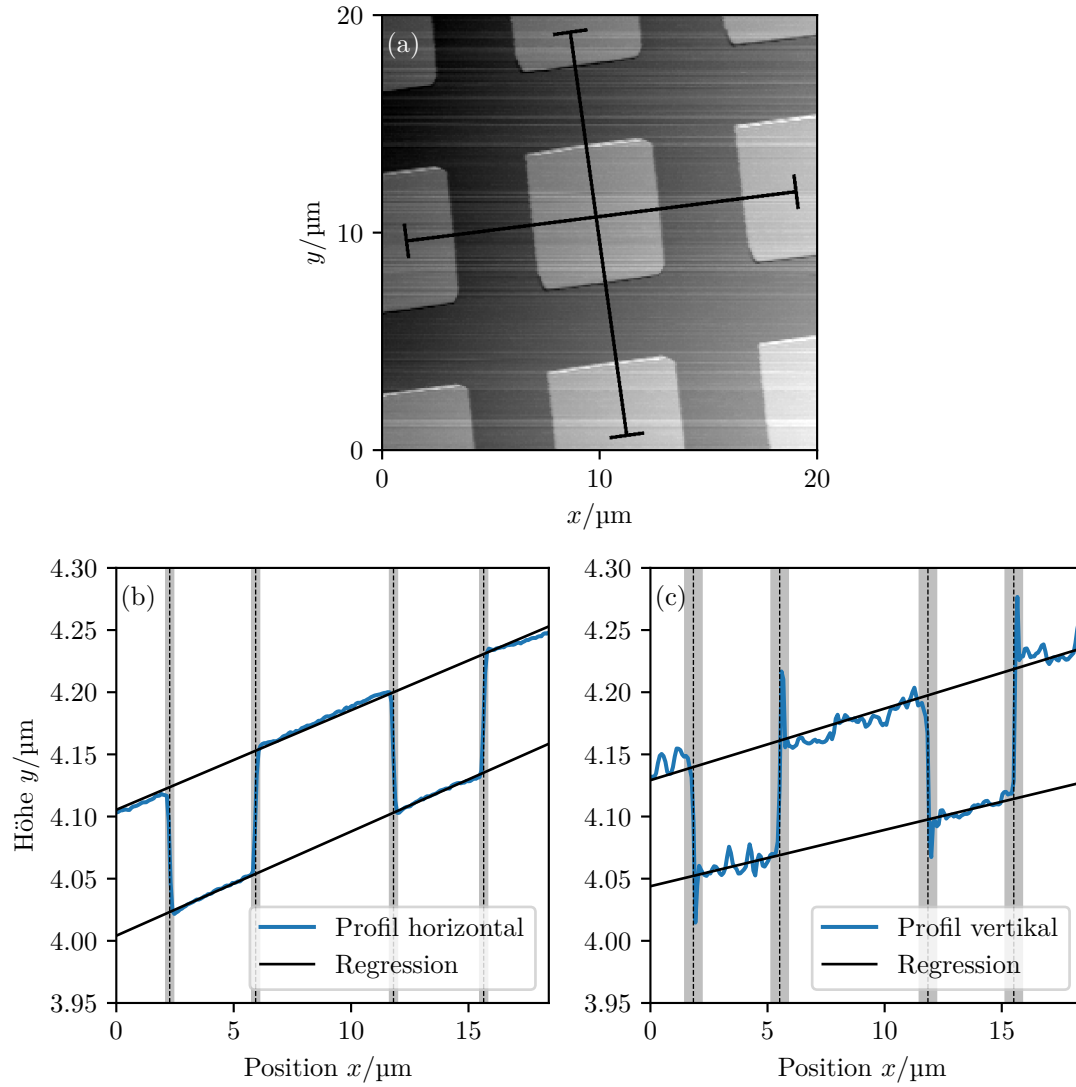 (a)
20
10
0
y/µm
0 10 20
x/µm
(b)
4.30
4.25
4.20
4.15
4.10
4.05
4.00
3.95
Höhe y/µm
Profil horizontal
Regression
0 5 10 15
Position x/µm
(c)
4.30
4.25
4.20
4.15
4.10
4.05
4.00
3.95
Profil vertikal
Regression
0 5 10 15
Position x/µm